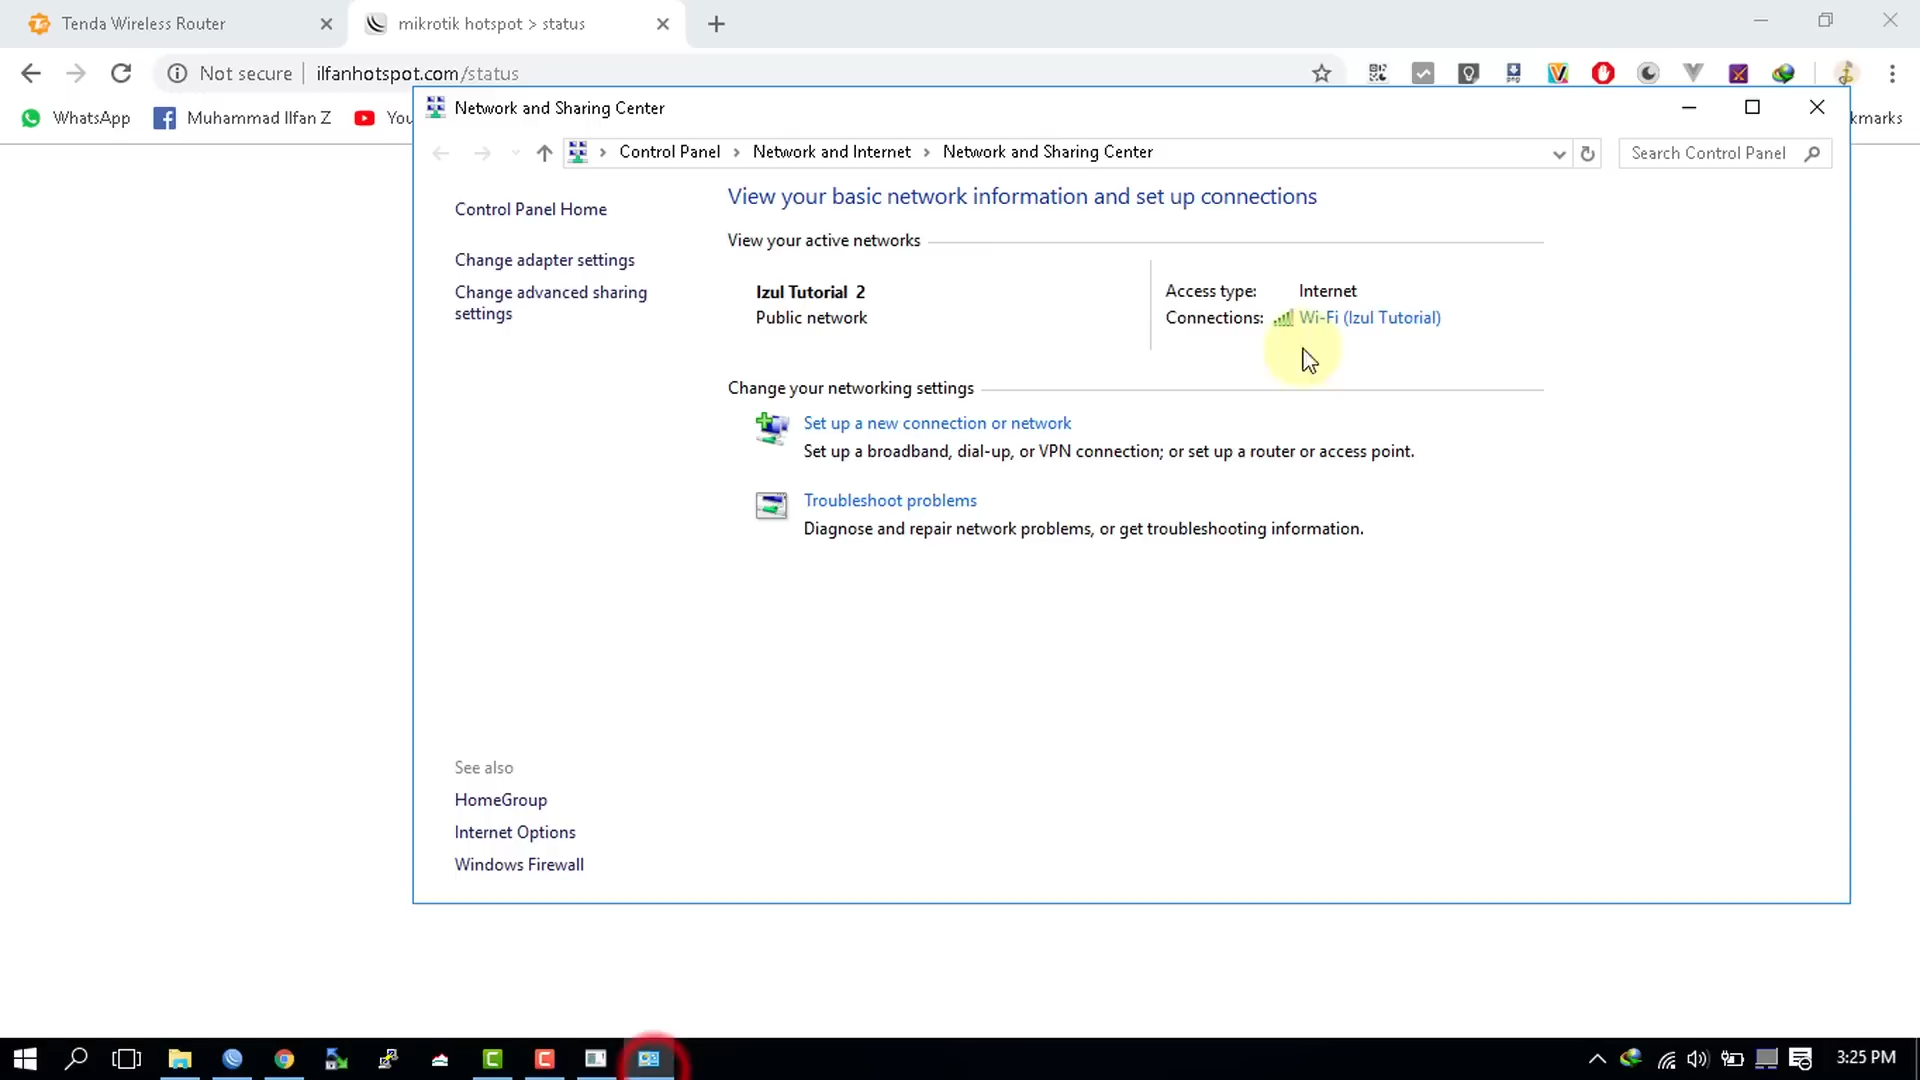 Tenda Wireless Router
mikrotik hotspot > status
Not secure
ilfanhotspot.com/status
WhatsApp
Muhammad Ilfan Z
You
kmarks
Network and Sharing Center
Control Panel > Network and Internet > Network and Sharing Center
Search Control Panel
Control Panel Home
Change adapter settings
Change advanced sharing
settings
View your basic network information and set up connections
View your active networks
Izul Tutorial 2
Public network
Access type: Internet
Connections: Wi-Fi (Izul Tutorial)
Change your networking settings
Set up a new connection or network
Set up a broadband, dial-up, or VPN connection; or set up a router or access point.
Troubleshoot problems
Diagnose and repair network problems, or get troubleshooting information.
See also
HomeGroup
Internet Options
Windows Firewall
3:25 PM